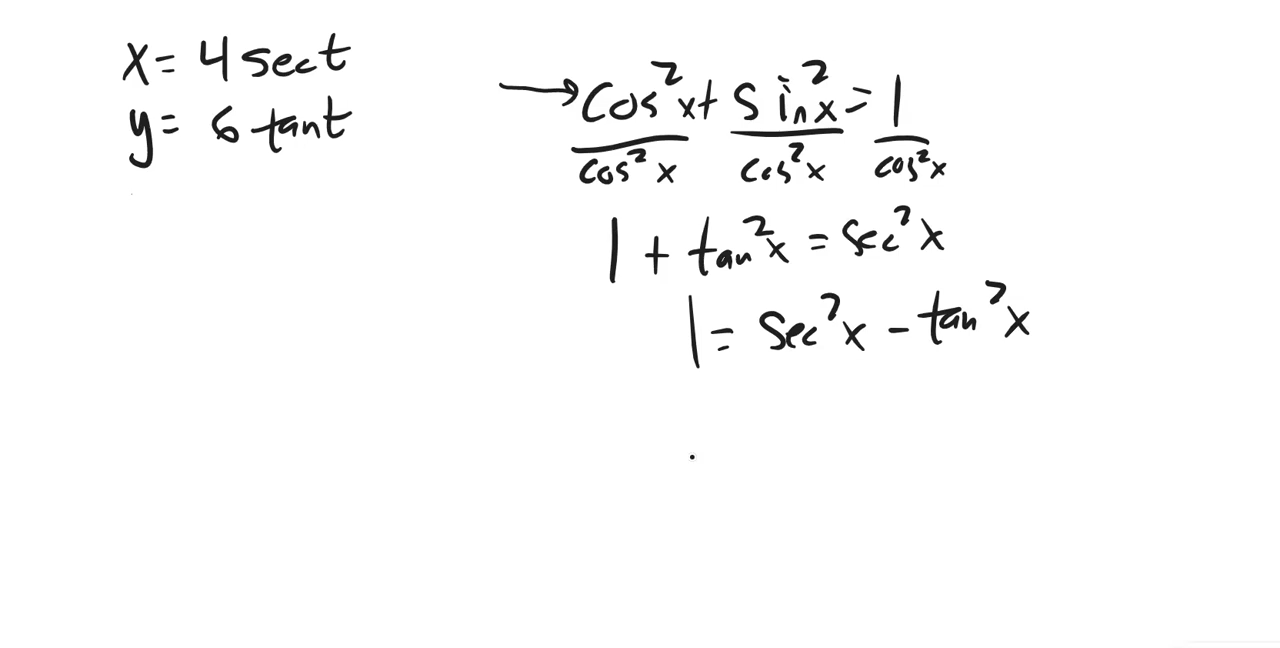 x = 4 sec t
y = 6 tan t
→ cos²x + sin²x = 1
cos²x cos²x cos²x
1 + tan²x = sec²x
1 = sec²x - tan²x